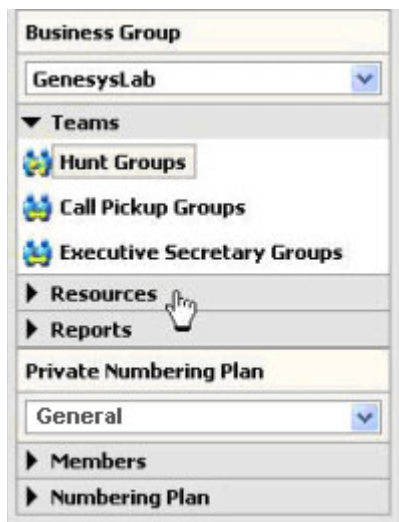 Business Group
GenesysLab
Teams
Hunt Groups
Call Pickup Groups
Executive Secretary Groups
Resources
Reports
Private Numbering Plan
General
Members
Numbering Plan